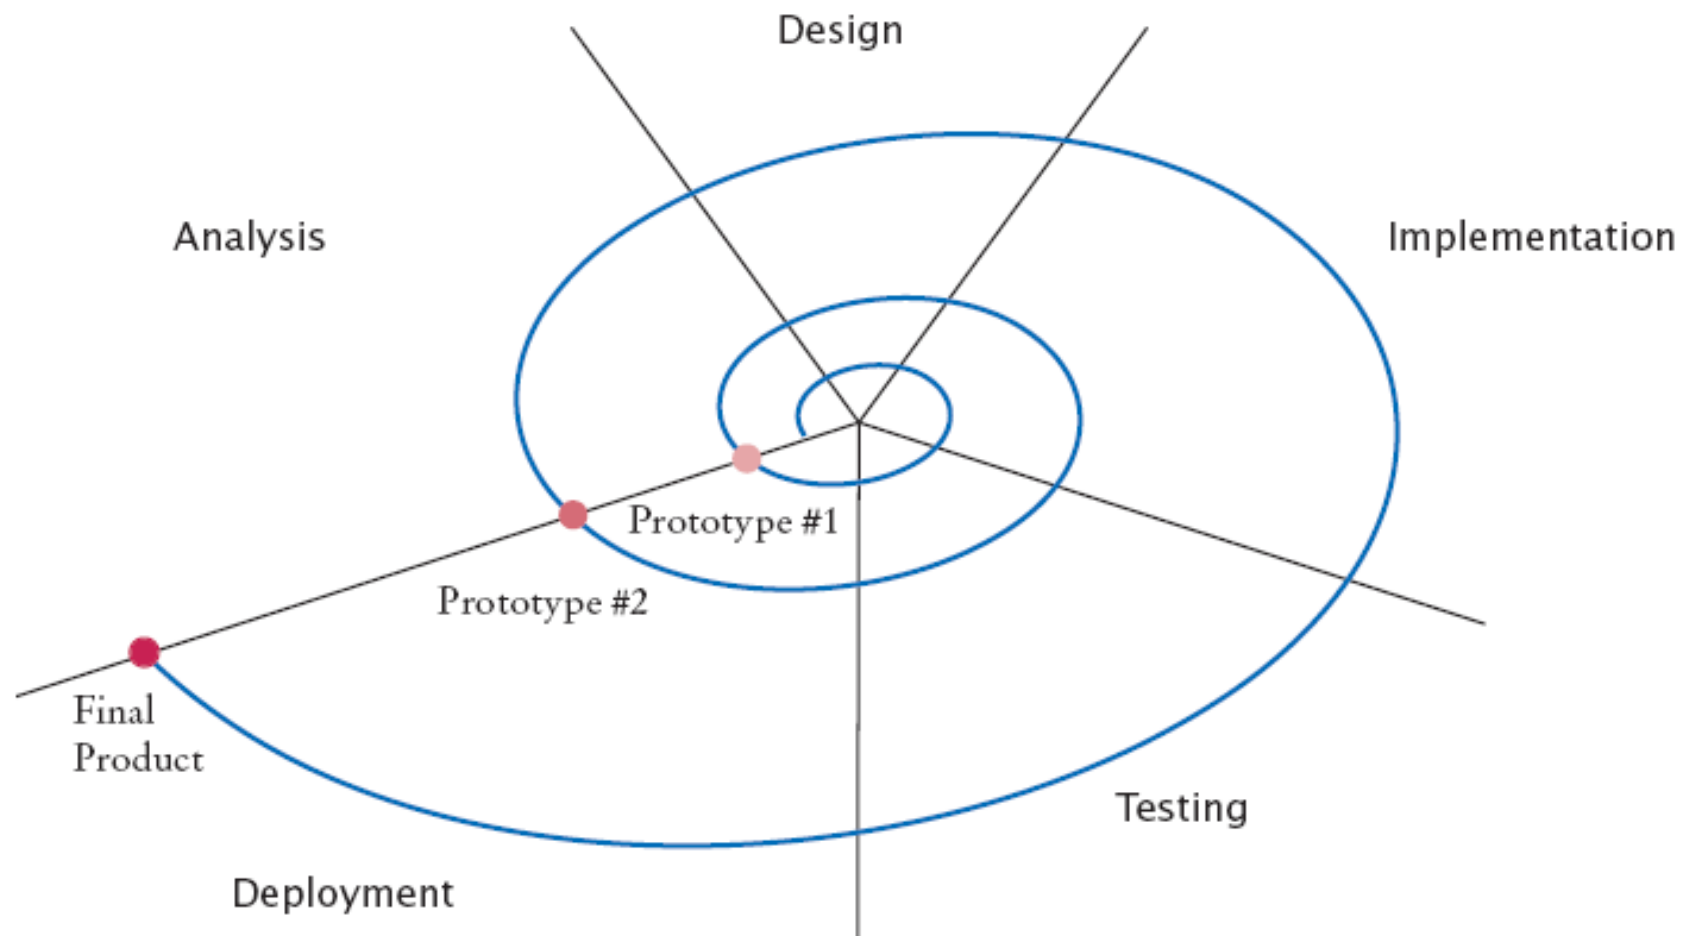 Design
Analysis
Implementation
Prototype #1
Prototype #2
Final
Product
Testing
Deployment